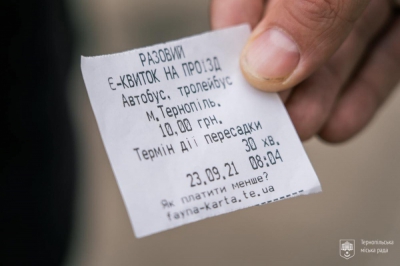 РАЗОВИЙ
Е-КВИТОК НА ПРОЇЗД
Автобус, тролейбус
м.Тернопіль.
10,00 грн.
Термін дії пересадки
30 хв.
23.09.21 08:04
Як платити менше?
fayna-karta.te.ua
Тернопільська
міська рада